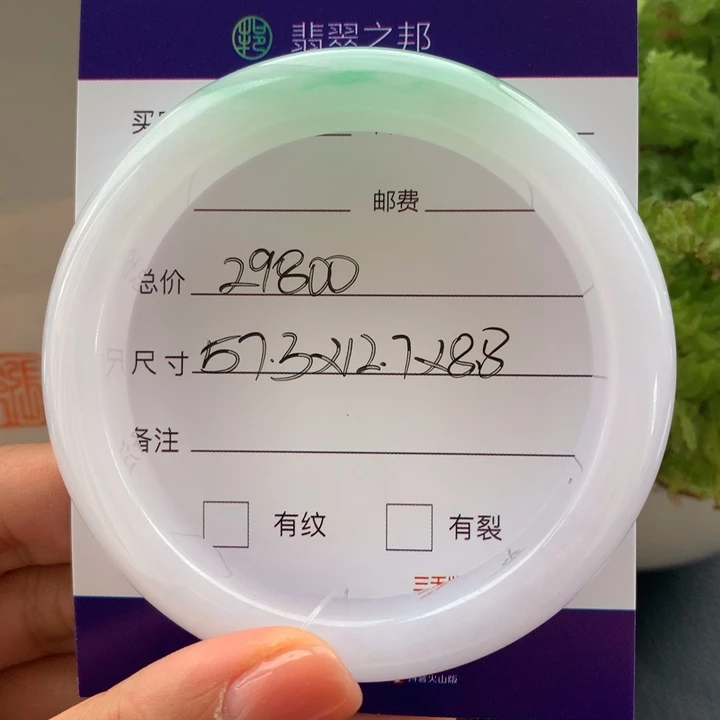 翡翠之邦
买
邮费
总价 29800
尺寸 57.3x12.7x8.8
备注
有纹 有裂